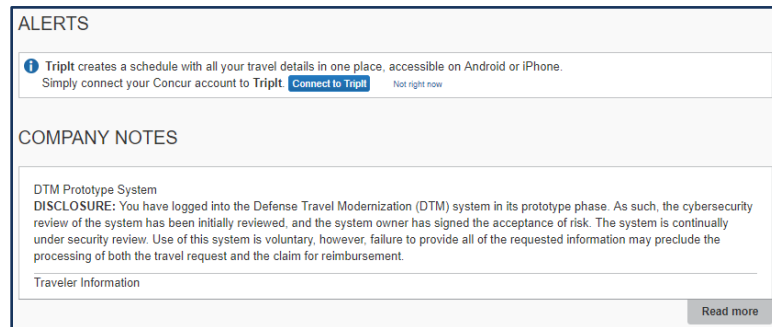 ALERTS
TripIt creates a schedule with all your travel details in one place, accessible on Android or iPhone.
Simply connect your Concur account to TripIt. Connect to TripIt Not right now
COMPANY NOTES
DTM Prototype System
DISCLOSURE: You have logged into the Defense Travel Modernization (DTM) system in its prototype phase. As such, the cybersecurity
review of the system has been initially reviewed, and the system owner has signed the acceptance of risk. The system is continually
under security review. Use of this system is voluntary, however, failure to provide all of the requested information may preclude the
processing of both the travel request and the claim for reimbursement.
Traveler Information
Read more